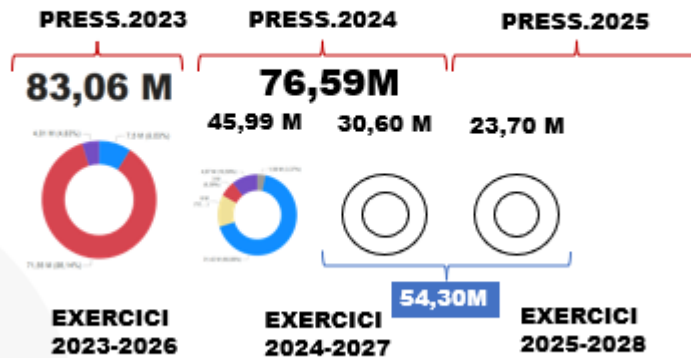 PRESS.2023
PRESS.2024
PRESS.2025
83,06 M
76,59M
45,99 M
30,60 M
23,70 M
54,30M
EXERCICI
2023-2026
EXERCICI
2024-2027
EXERCICI
2025-2028